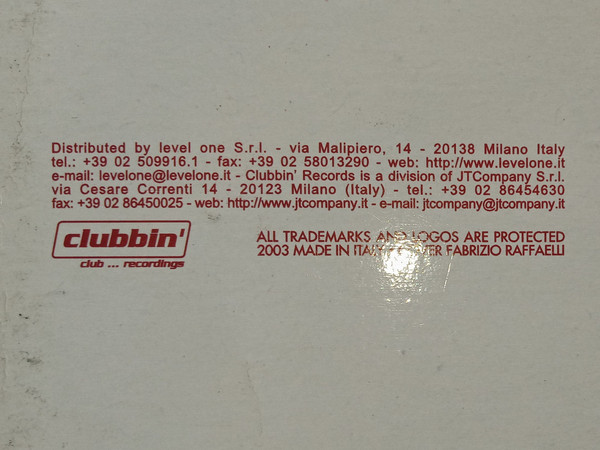 Distributed by level one S.r.l. - via Malipiero, 14 - 20138 Milano Italy
tel.: +39 02 509916.1 - fax: +39 02 58013290 - web: http://www.levelone.it
e-mail: levelone@levelone.it - Clubbin' Records is a division of JTCompany S.r.l.
via Cesare Correnti 14 - 20123 Milano (Italy) - tel.: +39 02 86454630
fax: +39 02 86450025 - web: http://www.jtcompany.it - e-mail: jtcompany@jtcompany.it
clubbin'
club ... recordings
ALL TRADEMARKS AND LOGOS ARE PROTECTED
2003 MADE IN FABRIZIO RAFFAELLI